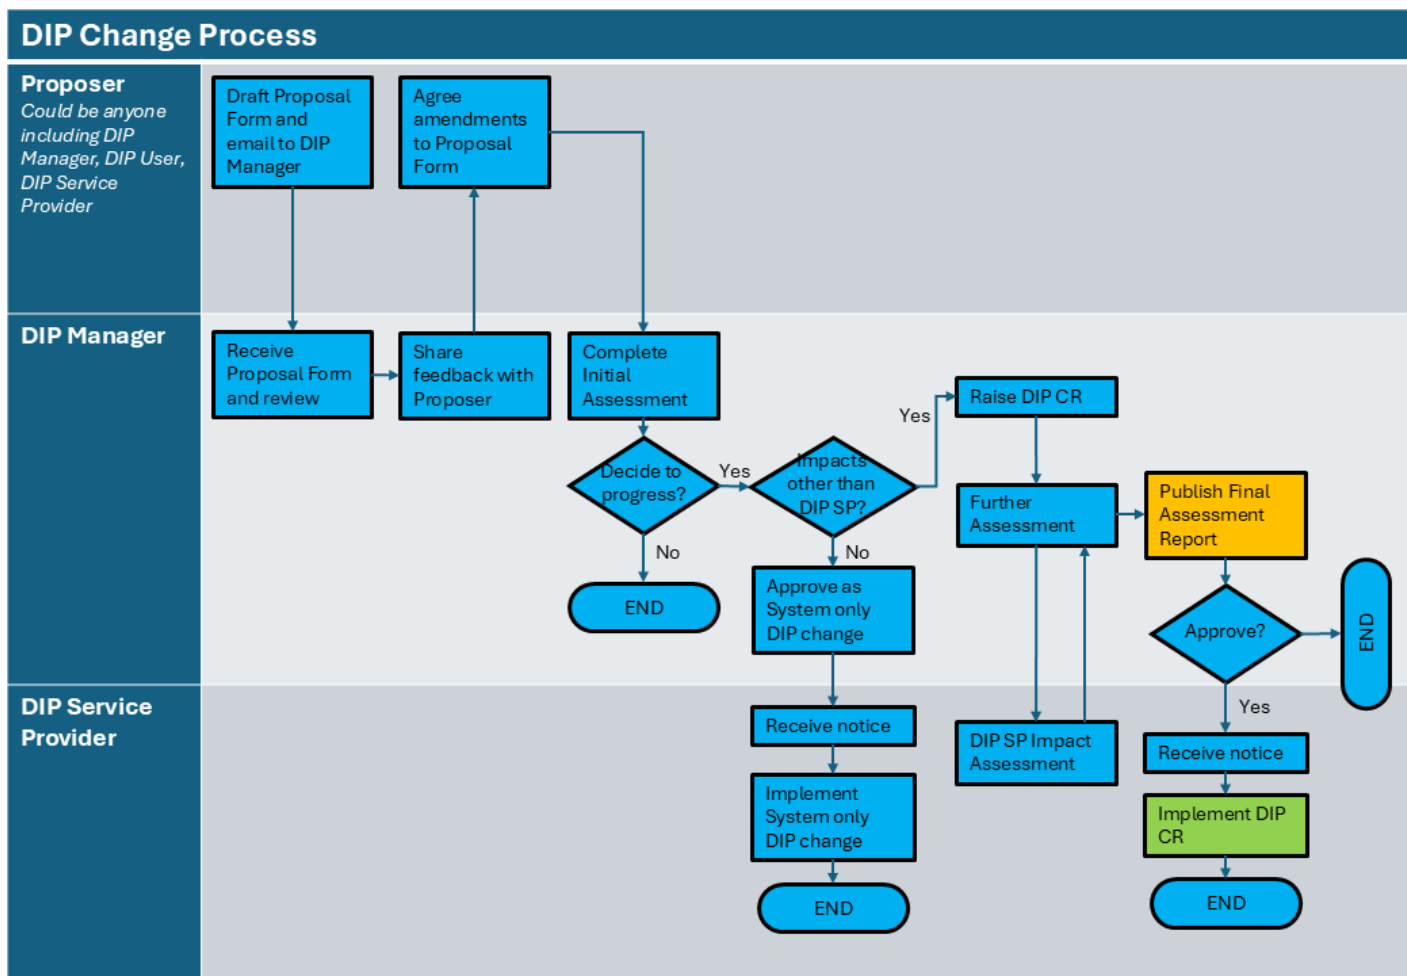 DIP Change Process
Proposer
Could be anyone
including DIP
Manager, DIP User,
DIP Service
Provider
Draft Proposal
Form and
email to DIP
Manager
Agree
amendments
to Proposal
Form
DIP Manager
Receive
Proposal Form
and review
Share
feedback with
Proposer
Complete
Initial
Assessment
Decide to
progress?
Yes
No
END
Impacts
other than
DIP SP?
Yes
No
Raise DIP CR
Further
Assessment
Publish Final
Assessment
Report
Approve?
END
Approve as
System only
DIP change
Yes
DIP Service
Provider
Receive notice
Implement
System only
DIP change
END
DIP SP Impact
Assessment
Receive notice
Implement DIP
CR
END